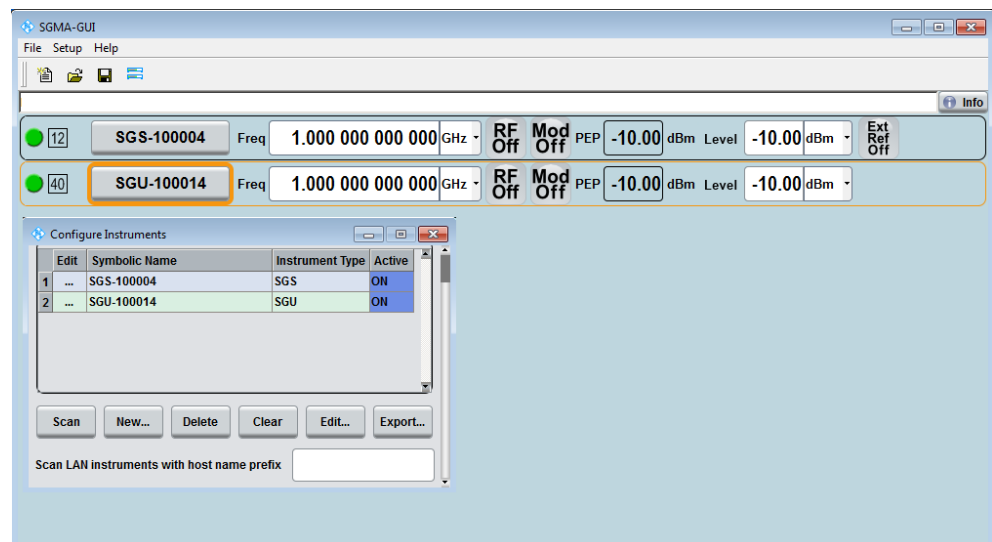 SGMA-GUI
File Setup Help
Info
12 SGS-100004 Freq 1.000 000 000 000 GHz RF Off Mod Off PEP -10.00 dBm Level -10.00 dBm Ext Ref Off
40 SGU-100014 Freq 1.000 000 000 000 GHz RF Off Mod Off PEP -10.00 dBm Level -10.00 dBm
Configure Instruments
Edit Symbolic Name Instrument Type Active
1 ... SGS-100004 SGS ON
2 ... SGU-100014 SGU ON
Scan New... Delete Clear Edit... Export...
Scan LAN instruments with host name prefix